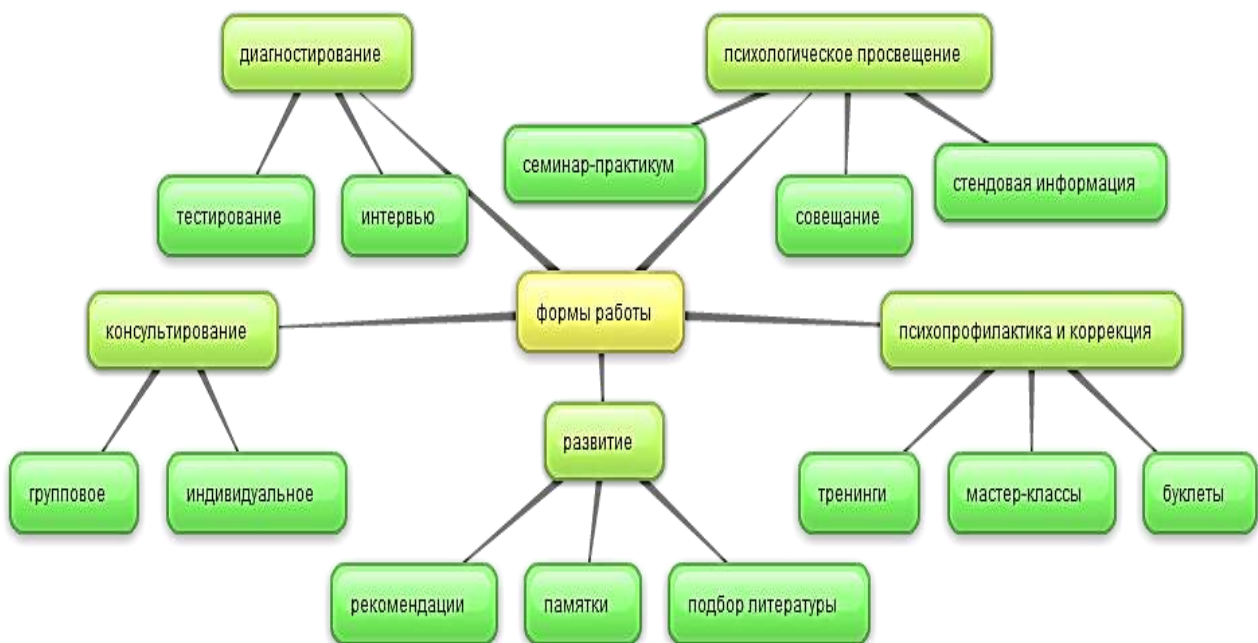 диагностирование
психологическое просвещение
семинар-практикум
стендовая информация
тестирование
интервью
совещание
формы работы
консультирование
психопрофилактика и коррекция
развитие
групповое
индивидуальное
тренинги
мастер-классы
буклеты
рекомендации
памятки
подбор литературы